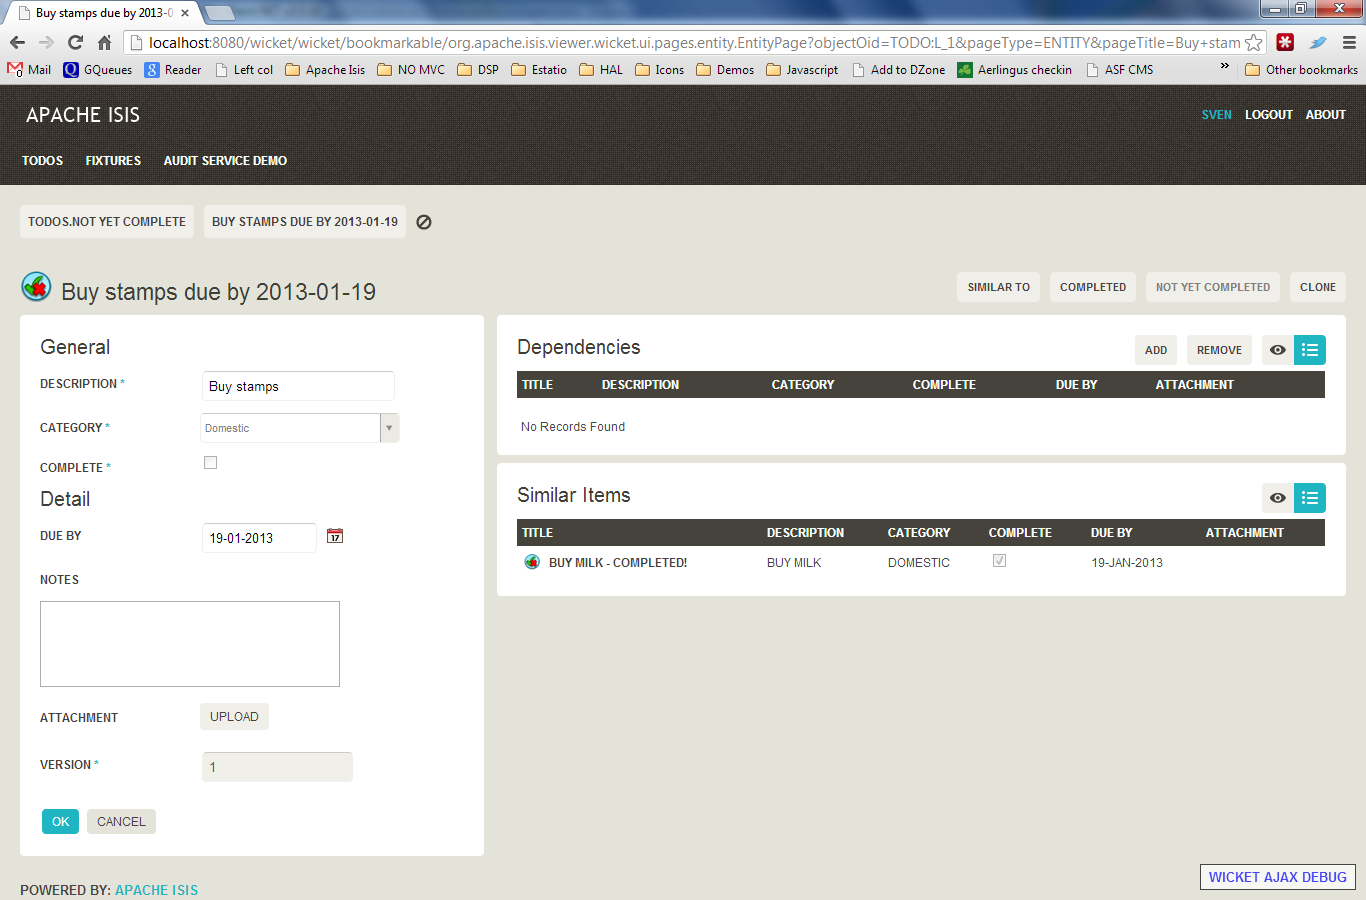 Buy stamps due by 2013-0
localhost:8080/wicket/wicket/bookmarkable/org.apache.isis.viewer.wicket.ui.pages.entity.EntityPage?objectOid=TODO:L_1&pageType=ENTITY&pageTitle=Buy+stam
Mail GQueues Reader Left col Apache Isis NO MVC DSP Estatio HAL Icons Demos Javascript Add to DZone Aerlingus checkin ASF CMS » Other bookmarks
APACHE ISIS
SVEN LOGOUT ABOUT
TODOS FIXTURES AUDIT SERVICE DEMO
TODOS.NOT YET COMPLETE BUY STAMPS DUE BY 2013-01-19
Buy stamps due by 2013-01-19
SIMILAR TO COMPLETED NOT YET COMPLETED CLONE
General
DESCRIPTION * Buy stamps
CATEGORY * Domestic
COMPLETE *
Detail
DUE BY 19-01-2013 17
NOTES
ATTACHMENT UPLOAD
VERSION * 1
OK CANCEL
Dependencies
ADD REMOVE
TITLE DESCRIPTION CATEGORY COMPLETE DUE BY ATTACHMENT
No Records Found
Similar Items
TITLE DESCRIPTION CATEGORY COMPLETE DUE BY ATTACHMENT
BUY MILK - COMPLETED! BUY MILK DOMESTIC 19-JAN-2013
POWERED BY: APACHE ISIS
WICKET AJAX DEBUG